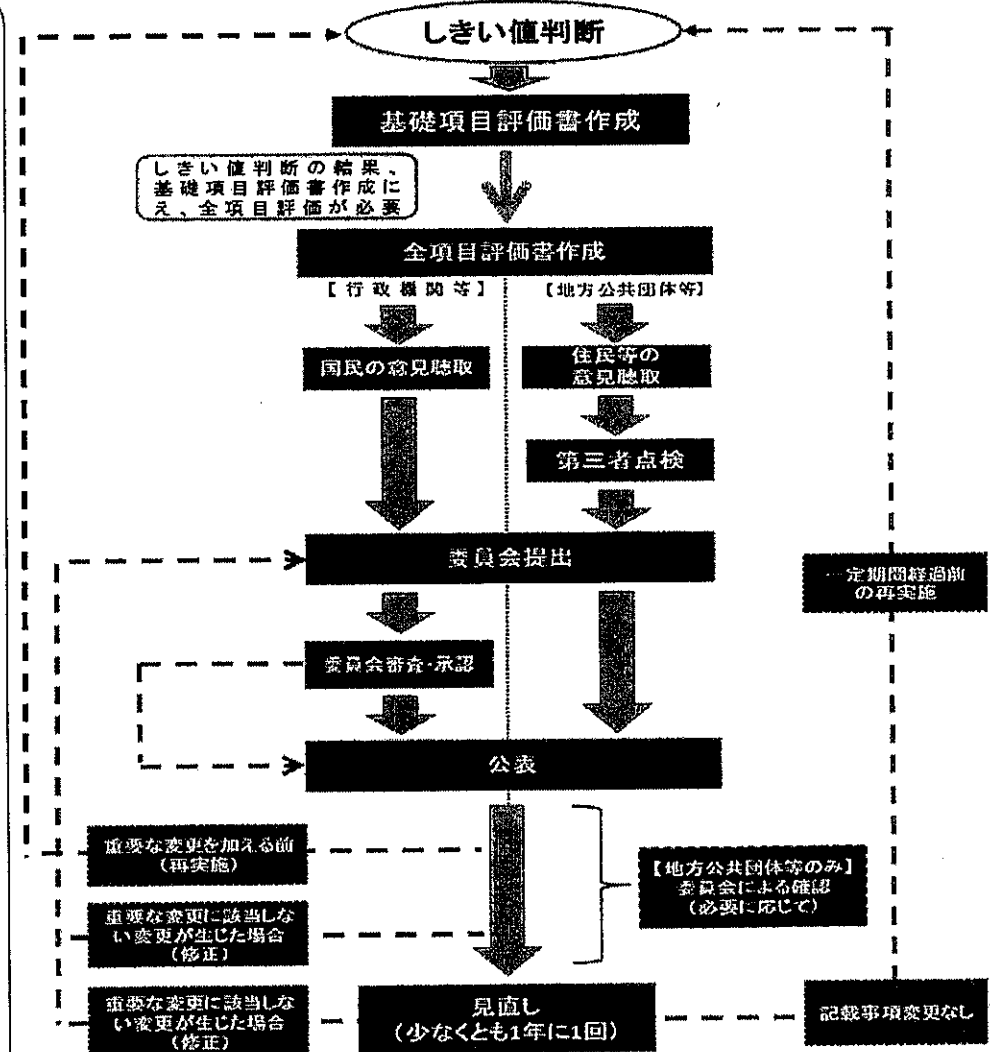 しきい値判断
基礎項目評価書作成
しきい値判断の結果、
基礎項目評価書作成に
え、全項目評価が必要
全項目評価書作成
【行政機関等】
【地方公共団体等】
国民の意見聴取
住民等の
意見聴取
第三者点検
委員会提出
一定期間経過前
の再実施
委員会審査・承認
公表
重要な変更を加える前
(再実施)
【地方公共団体等のみ】
委員会による確認
(必要に応じて)
重要な変更に該当しな
い変更が生じた場合
(修正)
重要な変更に該当しな
い変更が生じた場合
(修正)
見直し
(少なくとも1年に1回)
記載事項変更なし